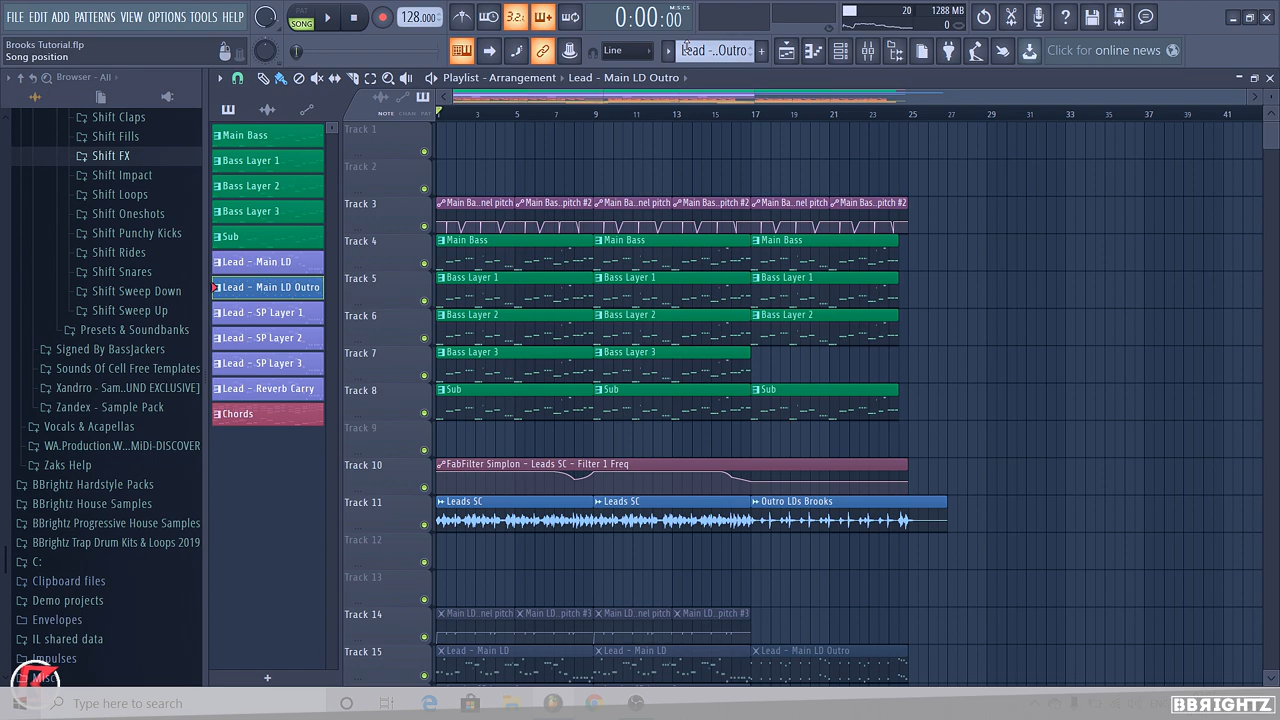 FILE EDIT ADD PATTERNS VIEW OPTIONS TOOLS HELP
PAT
SONG
128.000
3.2.
0:00:00
M:S:CS
20
1288 MB
0
Brooks Tutorial.flp
Song position
Line
Lead -..Outro
Click for online news
Browser - All
Playlist - Arrangement
Lead - Main LD Outro
NOTE CHAN PAT
1 3 5 7 9 11 13 15 17 19 21 23 25 27 29 31 33 35 37 39 41
Shift Claps
Shift Fills
Shift FX
Shift Impact
Shift Loops
Shift Oneshots
Shift Punchy Kicks
Shift Rides
Shift Snares
Shift Sweep Down
Shift Sweep Up
Presets & Soundbanks
Signed By BassJackers
Sounds Of Cell Free Templates
Xandrro - Sam..UND EXCLUSIVE]
Zandex - Sample Pack
Vocals & Acapellas
WA.Production.W...MiDi-DISCOVER
Zaks Help
BBrightz Hardstyle Packs
BBrightz House Samples
BBrightz Progressive House Samples
BBrightz Trap Drum Kits & Loops 2019
C:
Clipboard files
Demo projects
Envelopes
IL shared data
Impulses
Misc
Main Bass
Bass Layer 1
Bass Layer 2
Bass Layer 3
Sub
Lead - Main LD
Lead - Main LD Outro
Lead - SP Layer 1
Lead - SP Layer 2
Lead - SP Layer 3
Lead - Reverb Carry
Chords
+
Track 1
Track 2
Track 3
Main Ba..nel pitch Main Bas..pitch #2 Main Ba..nel pitch Main Bas..pitch #2 Main Ba..nel pitch Main Bas..pitch #2
Track 4
Main Bass Main Bass Main Bass
Track 5
Bass Layer 1 Bass Layer 1 Bass Layer 1
Track 6
Bass Layer 2 Bass Layer 2 Bass Layer 2
Track 7
Bass Layer 3 Bass Layer 3
Track 8
Sub Sub Sub
Track 9
Track 10
FabFilter Simplon - Leads SC - Filter 1 Freq
Track 11
Leads SC Leads SC Outro LDs Brooks
Track 12
Track 13
Track 14
Main LD..nel pitch Main LD..pitch #3 Main LD..nel pitch Main LD..pitch #3
Track 15
Lead - Main LD Lead - Main LD Lead - Main LD Outro
Type here to search
BBRIGHTZ